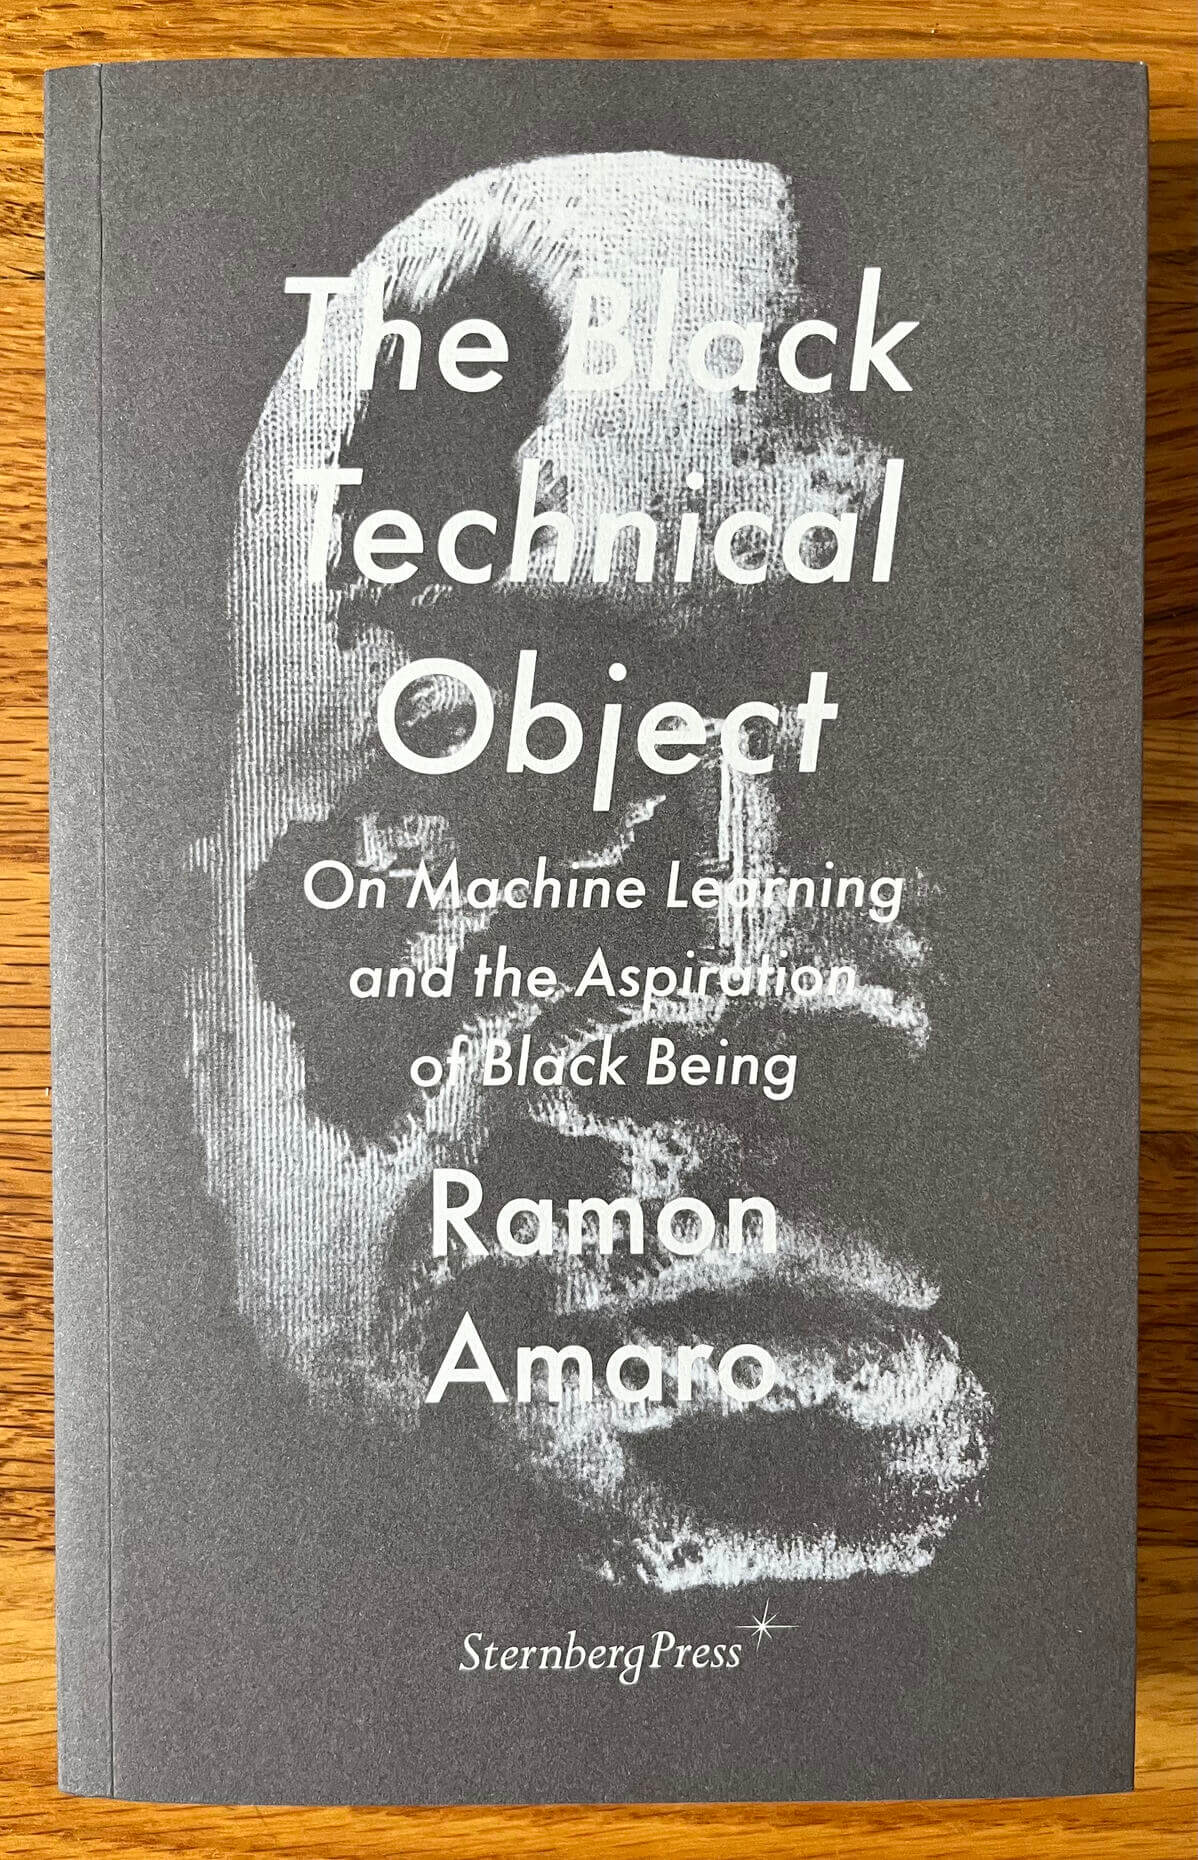 The Black
Technical
Object
On Machine Learning
and the Aspiration
of Black Being
Ramon
Amaro
SternbergPress